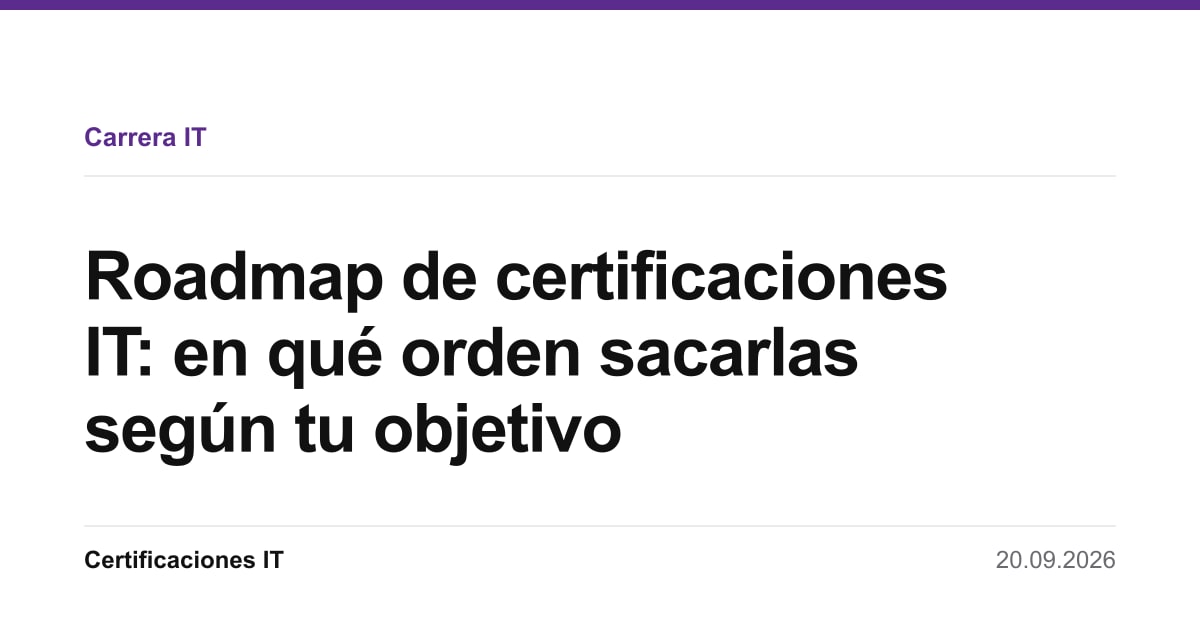 Carrera IT
Roadmap de certificaciones
IT: en qué orden sacarlas
según tu objetivo
Certificaciones IT
20.09.2026